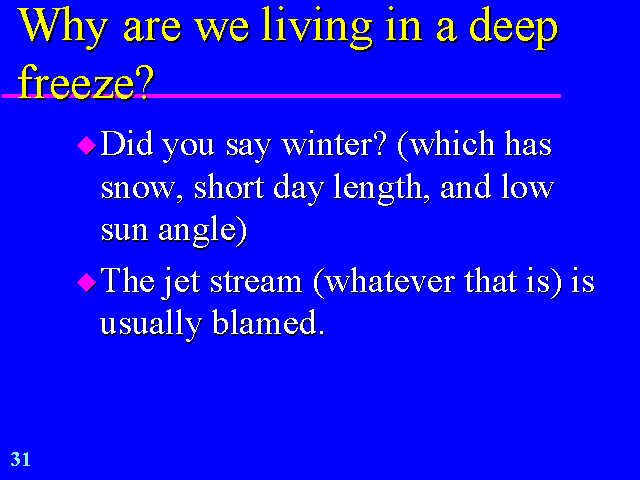 Why are we living in a deep
freeze?
Did you say winter? (which has
snow, short day length, and low
sun angle)
The jet stream (whatever that is) is
usually blamed.
31